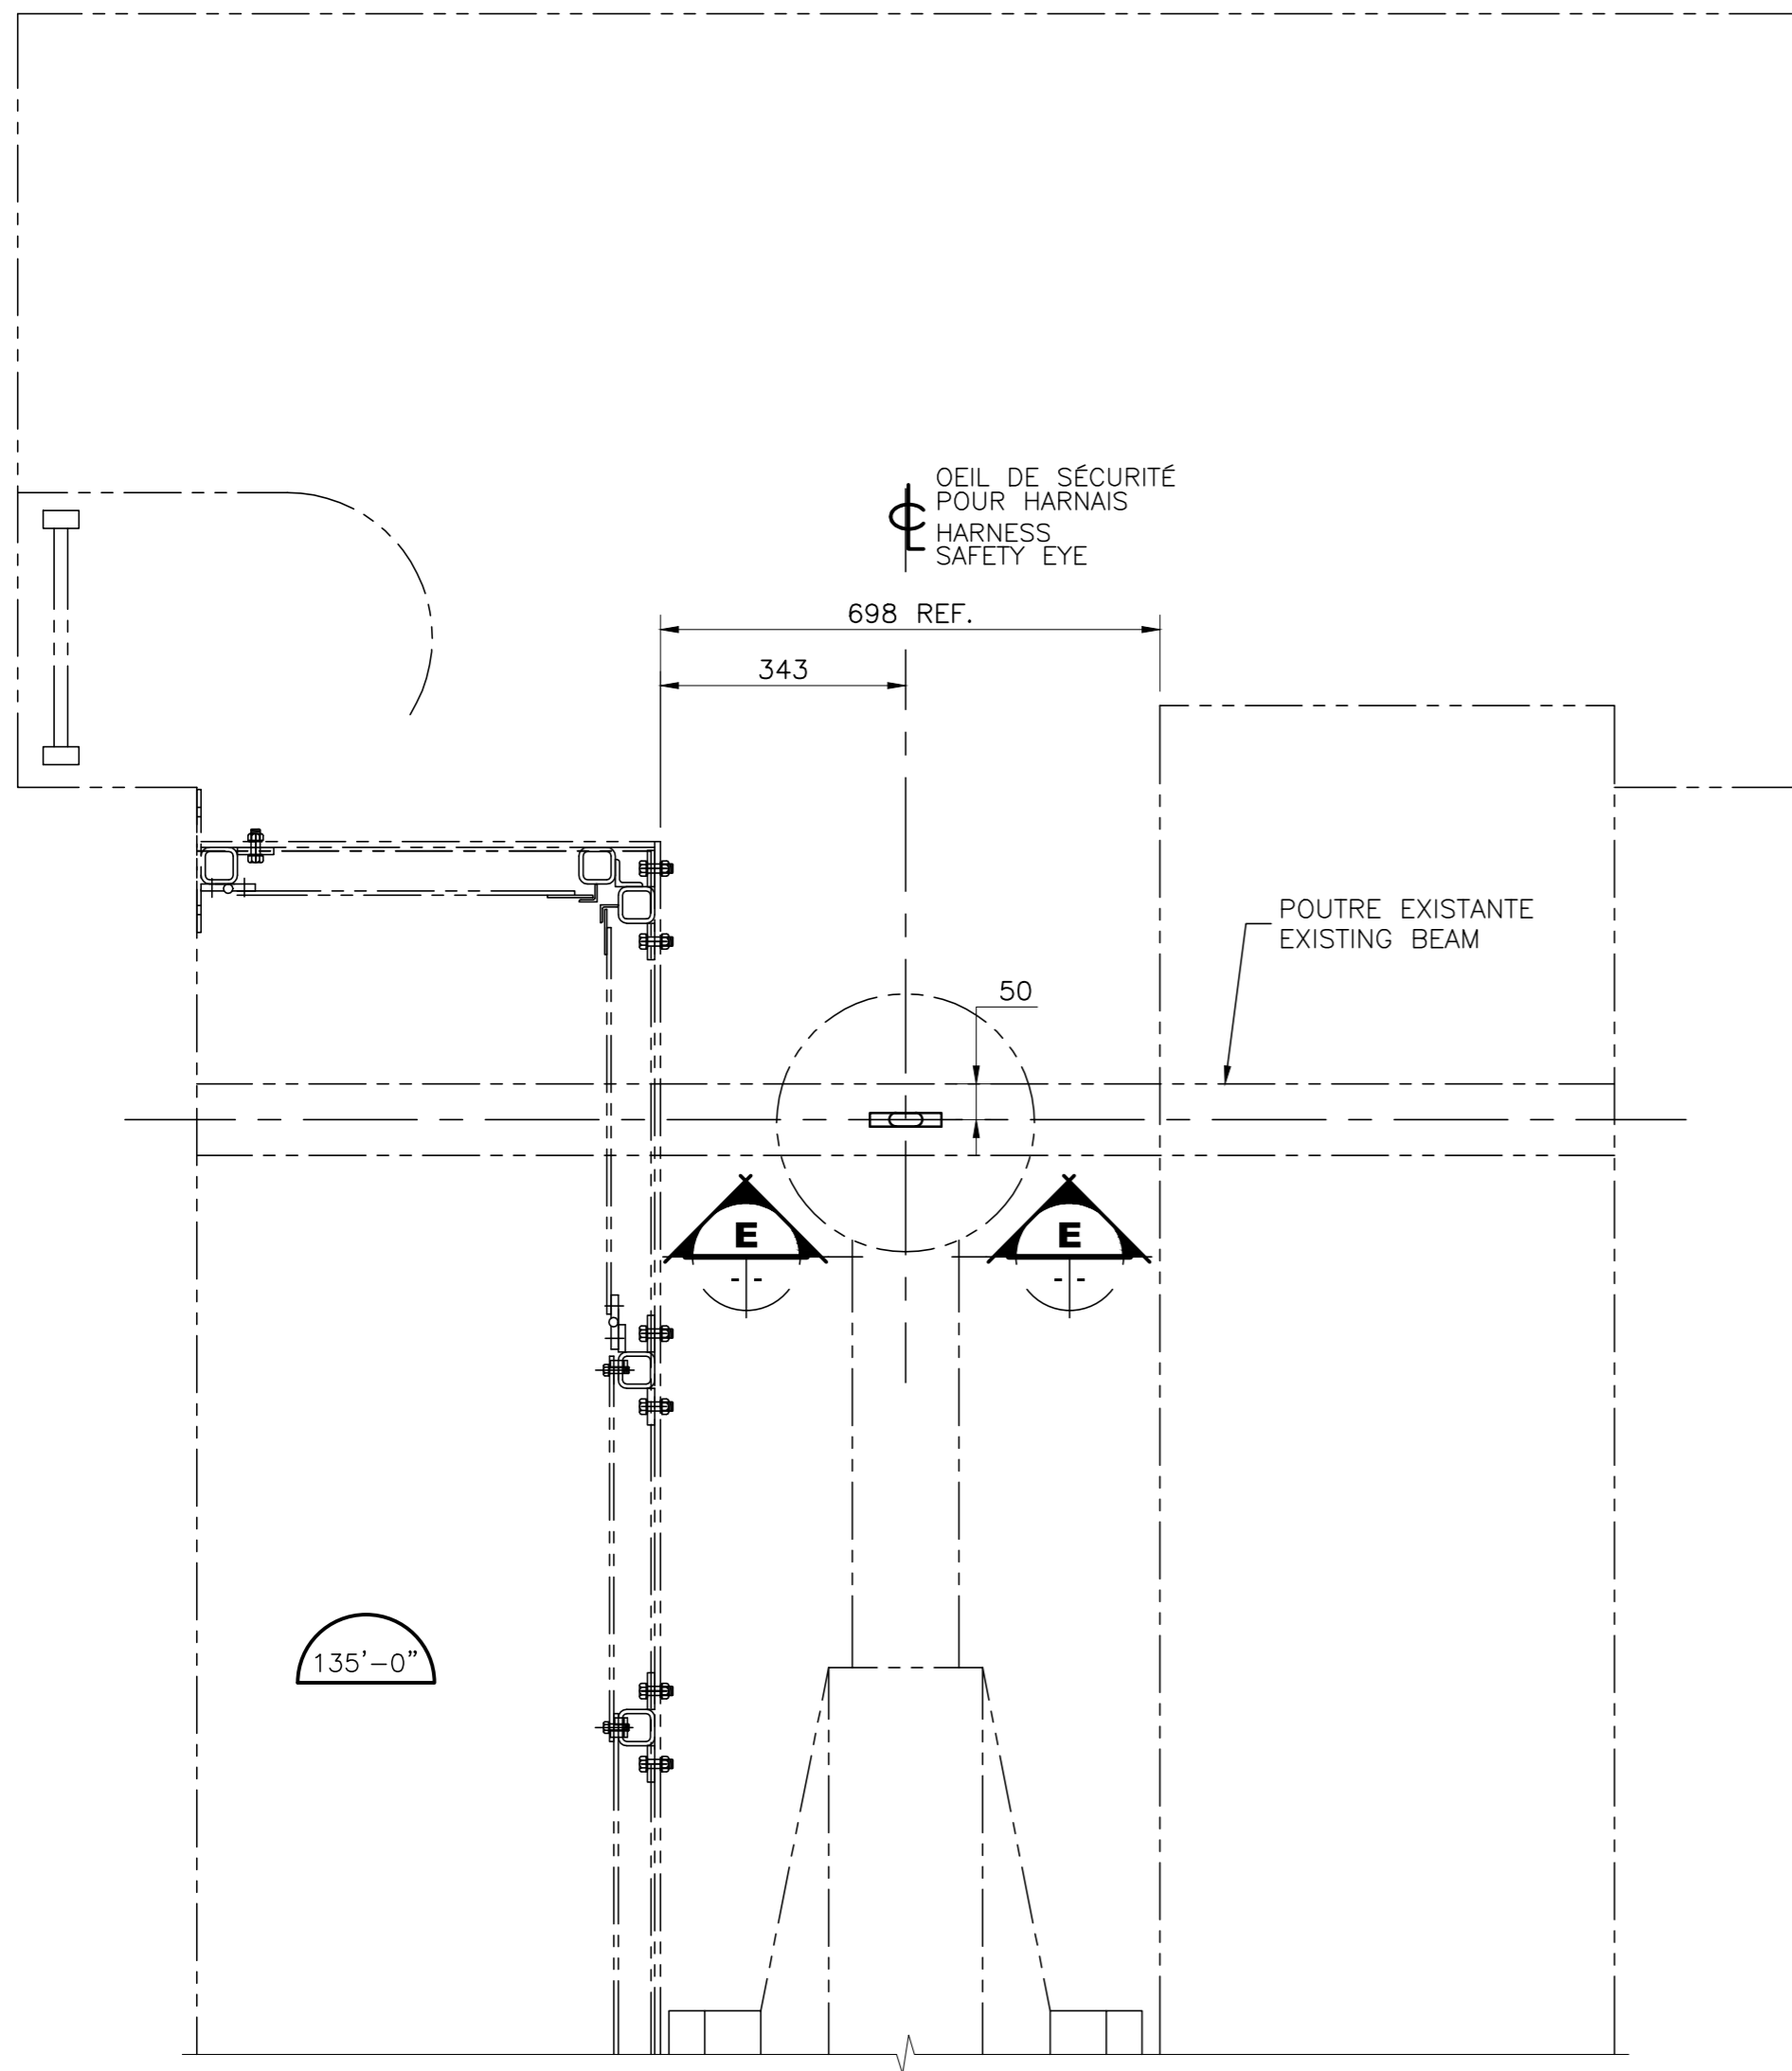 OEIL DE SÉCURITÉ
POUR HARNAIS
HARNESS
SAFETY EYE
698 REF.
343
POUTRE EXISTANTE
EXISTING BEAM
50
E
--
E
--
135'-0"